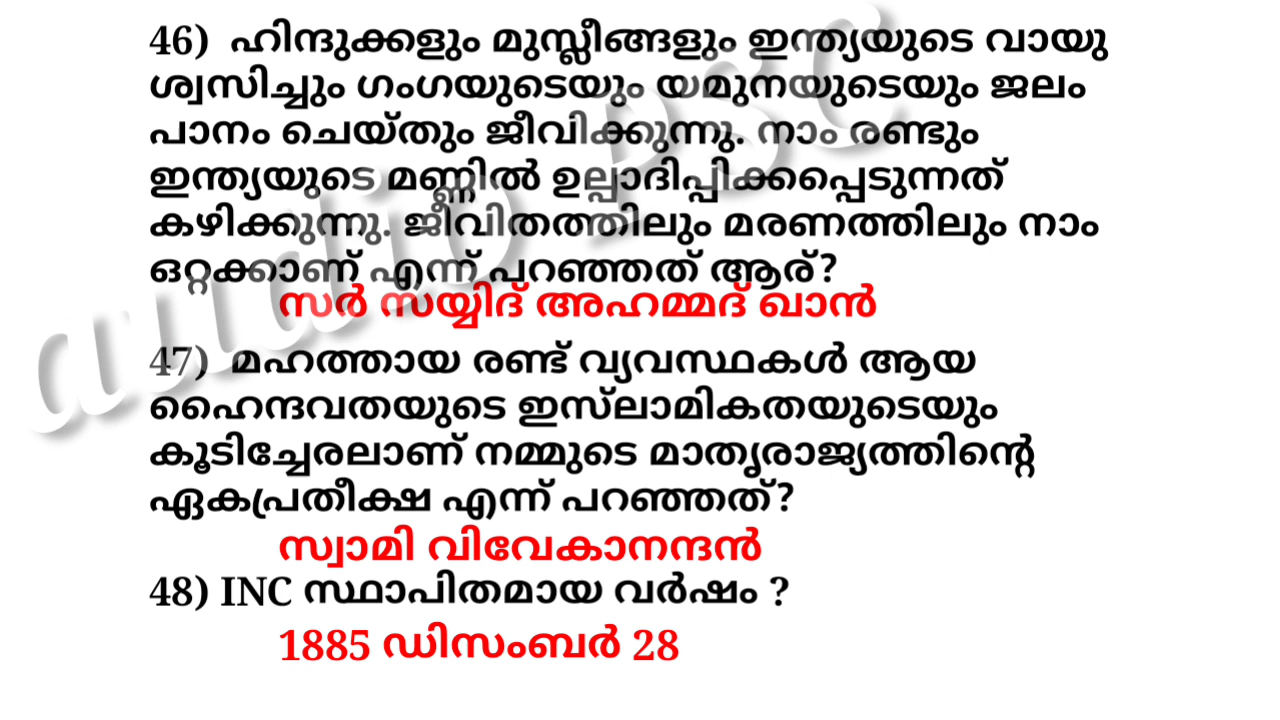 46) ഹിന്ദുക്കളും മുസ്ലീങ്ങളും ഇന്ത്യയുടെ വായു
ശ്വസിച്ചും ഗംഗയുടെയും യമുനയുടെയും ജലം
പാനം ചെയ്തും ജീവിക്കുന്നു. നാം രണ്ടും
ഇന്ത്യയുടെ മണ്ണിൽ ഉല്പാദിപ്പിക്കപ്പെടുന്നത്
കഴിക്കുന്നു. ജീവിതത്തിലും മരണത്തിലും നാം
ഒറ്റക്കാണ് എന്ന് പറഞ്ഞത് ആര്?
സർ സയ്യിദ് അഹമ്മദ് ഖാൻ
47) മഹത്തായ രണ്ട് വ്യവസ്ഥകൾ ആയ
ഹൈന്ദവതയുടെ ഇസ്‌ലാമികതയുടെയും
കൂടിച്ചേരലാണ് നമ്മുടെ മാതൃരാജ്യത്തിന്റെ
ഏകപ്രതീക്ഷ എന്ന് പറഞ്ഞത്?
സ്വാമി വിവേകാനന്ദൻ
48) INC സ്ഥാപിതമായ വർഷം ?
1885 ഡിസംബർ 28
audio PSC